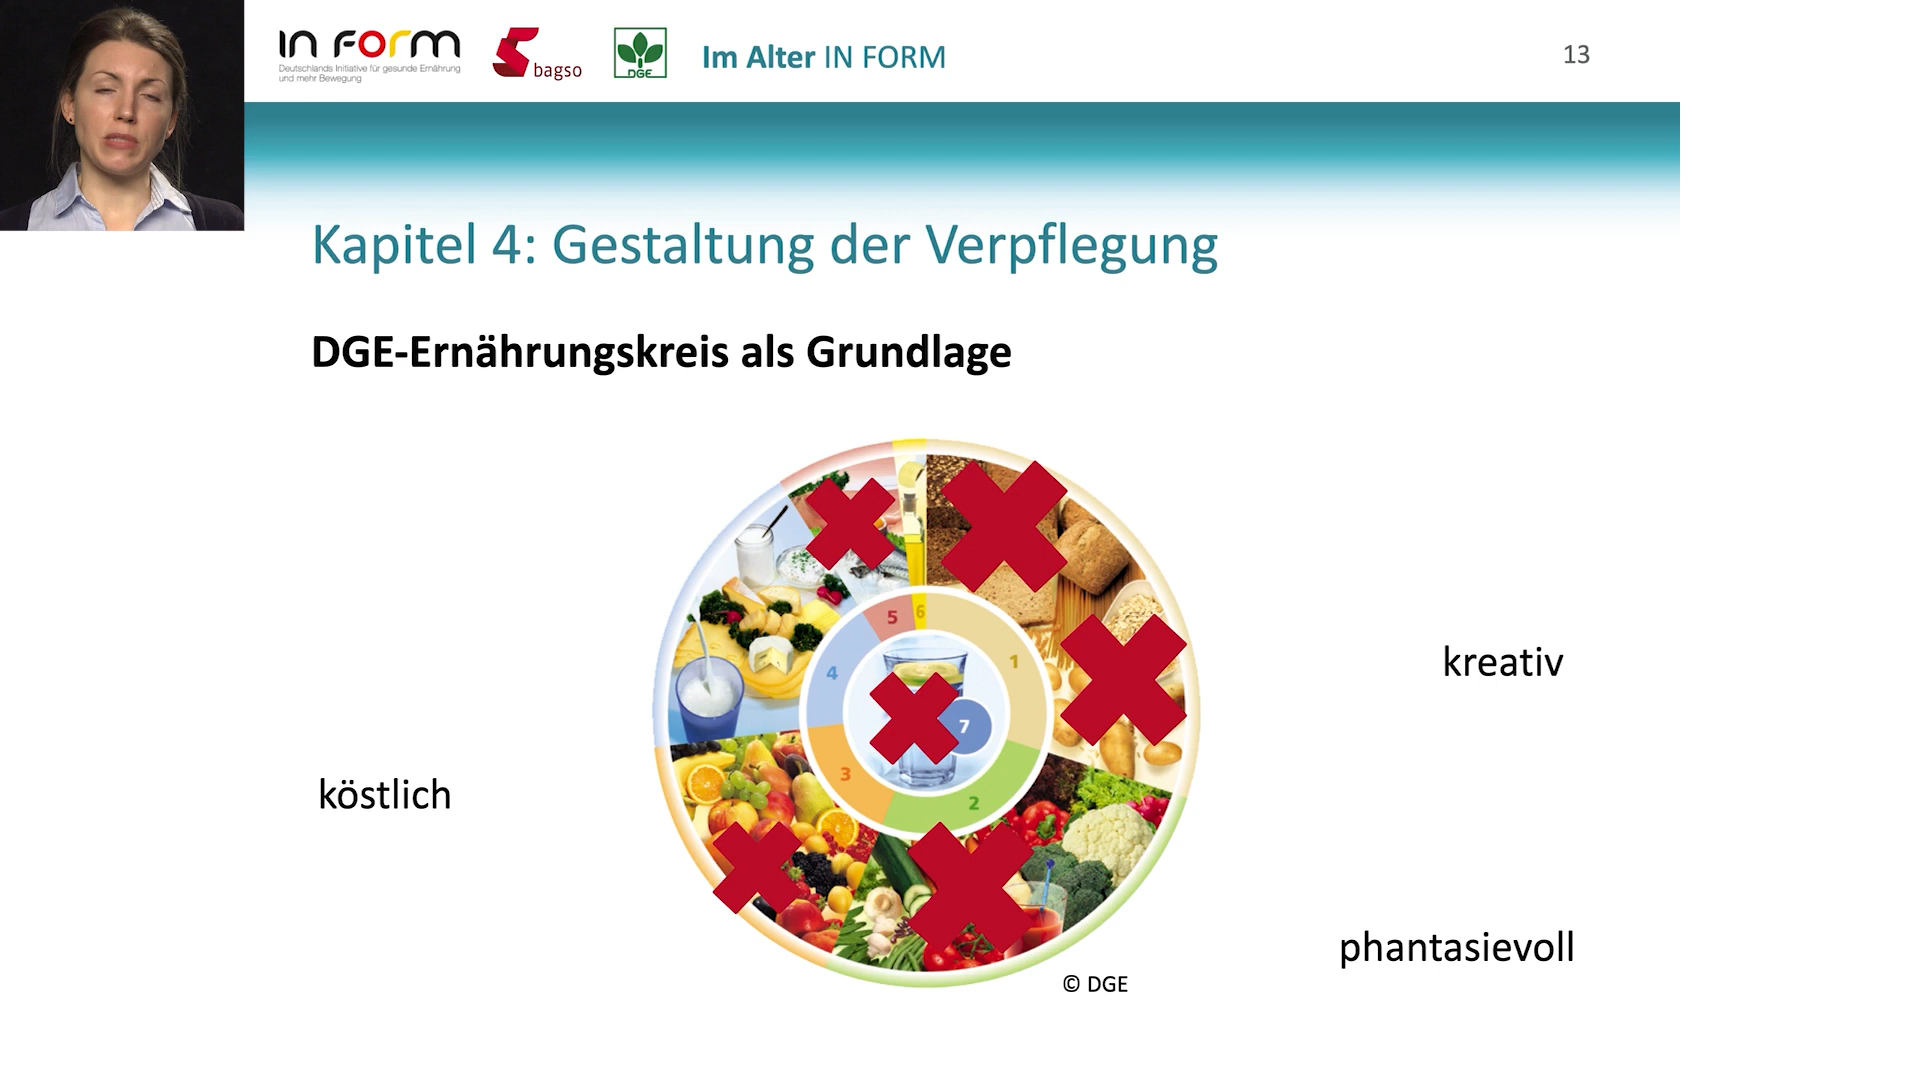 IN FORM
Deutschlands Initiative für gesunde Ernährung
und mehr Bewegung
bagso
DGE
Im Alter IN FORM
13
Kapitel 4: Gestaltung der Verpflegung
DGE-Ernährungskreis als Grundlage
5
6
1
4
7
3
2
kreativ
köstlich
phantasievoll
© DGE